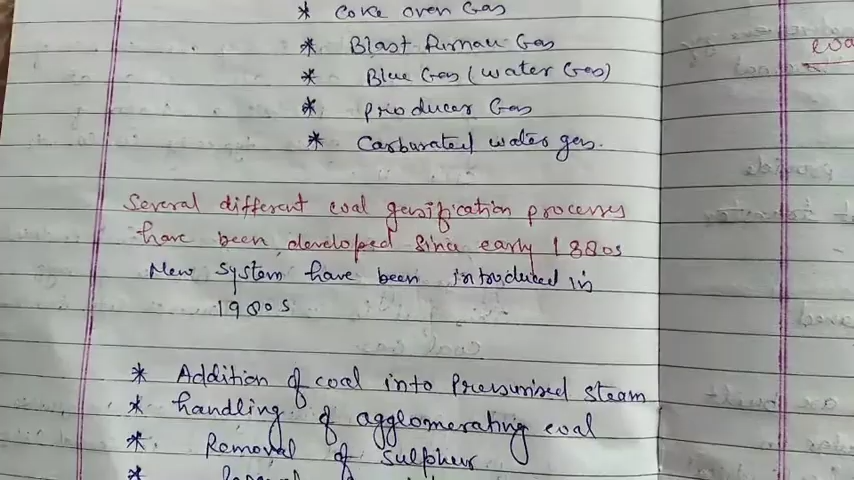 * Coke oven Gas
* Blast Furnace Gas
* Blue Gas (water Gas)
* Producer Gas
* Carburated water gas.
Several different coal gasification processes
have been developed since early 1880s
New system have been introduced in
1980s
* Addition of coal into Pressurised steam
* handling of agglomerating coal
* Removal of sulpheur
*